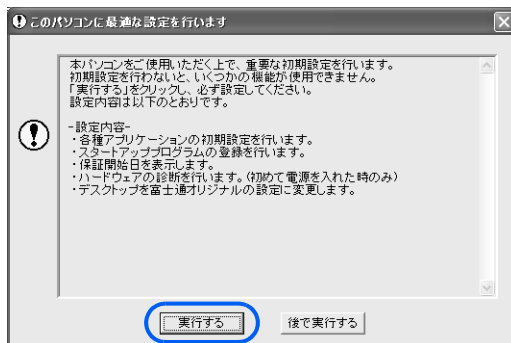 このパソコンに最適な設定を行います
本パソコンをご使用いただく上で、重要な初期設定を行います。
初期設定を行わないと、いくつかの機能が使用できません。
「実行する」をクリックし、必ず設定してください。
設定内容は以下のとおりです。
-設定内容-
・各種アプリケーションの初期設定を行います。
・スタートアッププログラムの登録を行います。
・保証開始日を表示します。
・ハードウェアの診断を行います。(初めて電源を入れた時のみ)
・デスクトップを富士通オリジナルの設定に変更します。
実行する 後で実行する